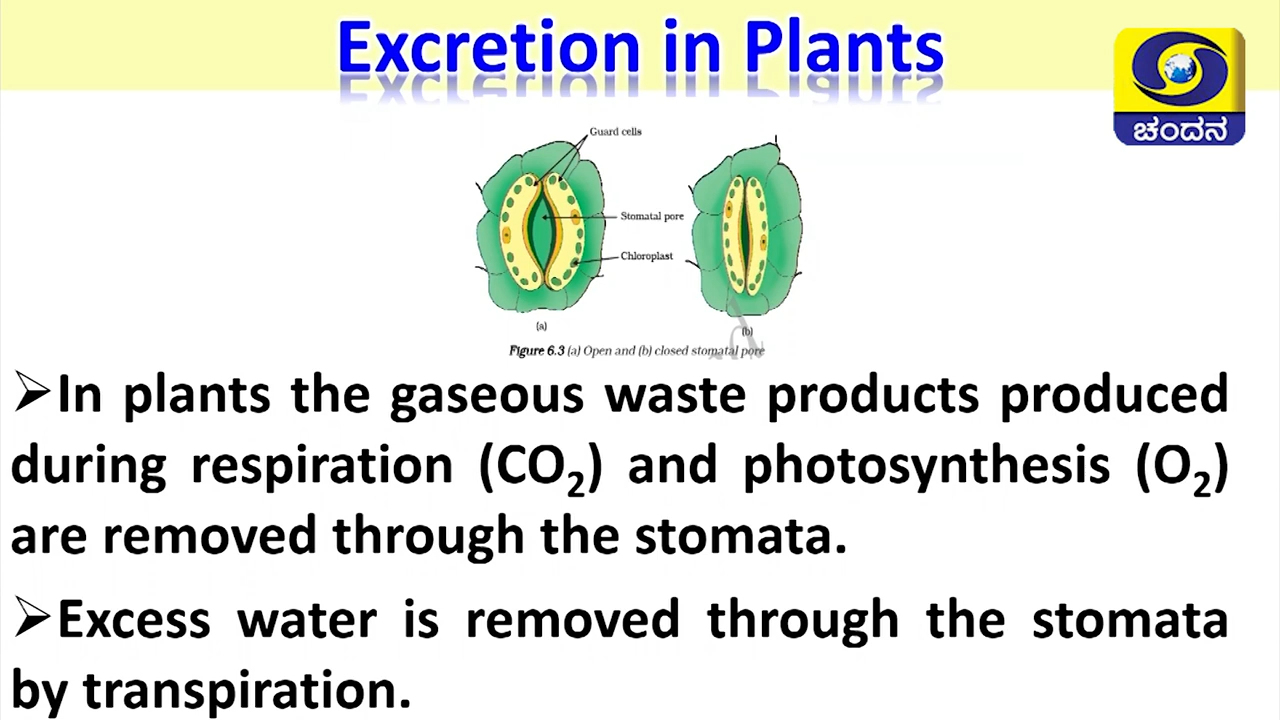 Excretion in Plants
ಚಂದನ
Guard cells
Stomatal pore
Chloroplast
(a)
(b)
Figure 6.3 (a) Open and (b) closed stomatal pore
➢In plants the gaseous waste products produced
during respiration (CO₂) and photosynthesis (O₂)
are removed through the stomata.
➢Excess water is removed through the stomata
by transpiration.